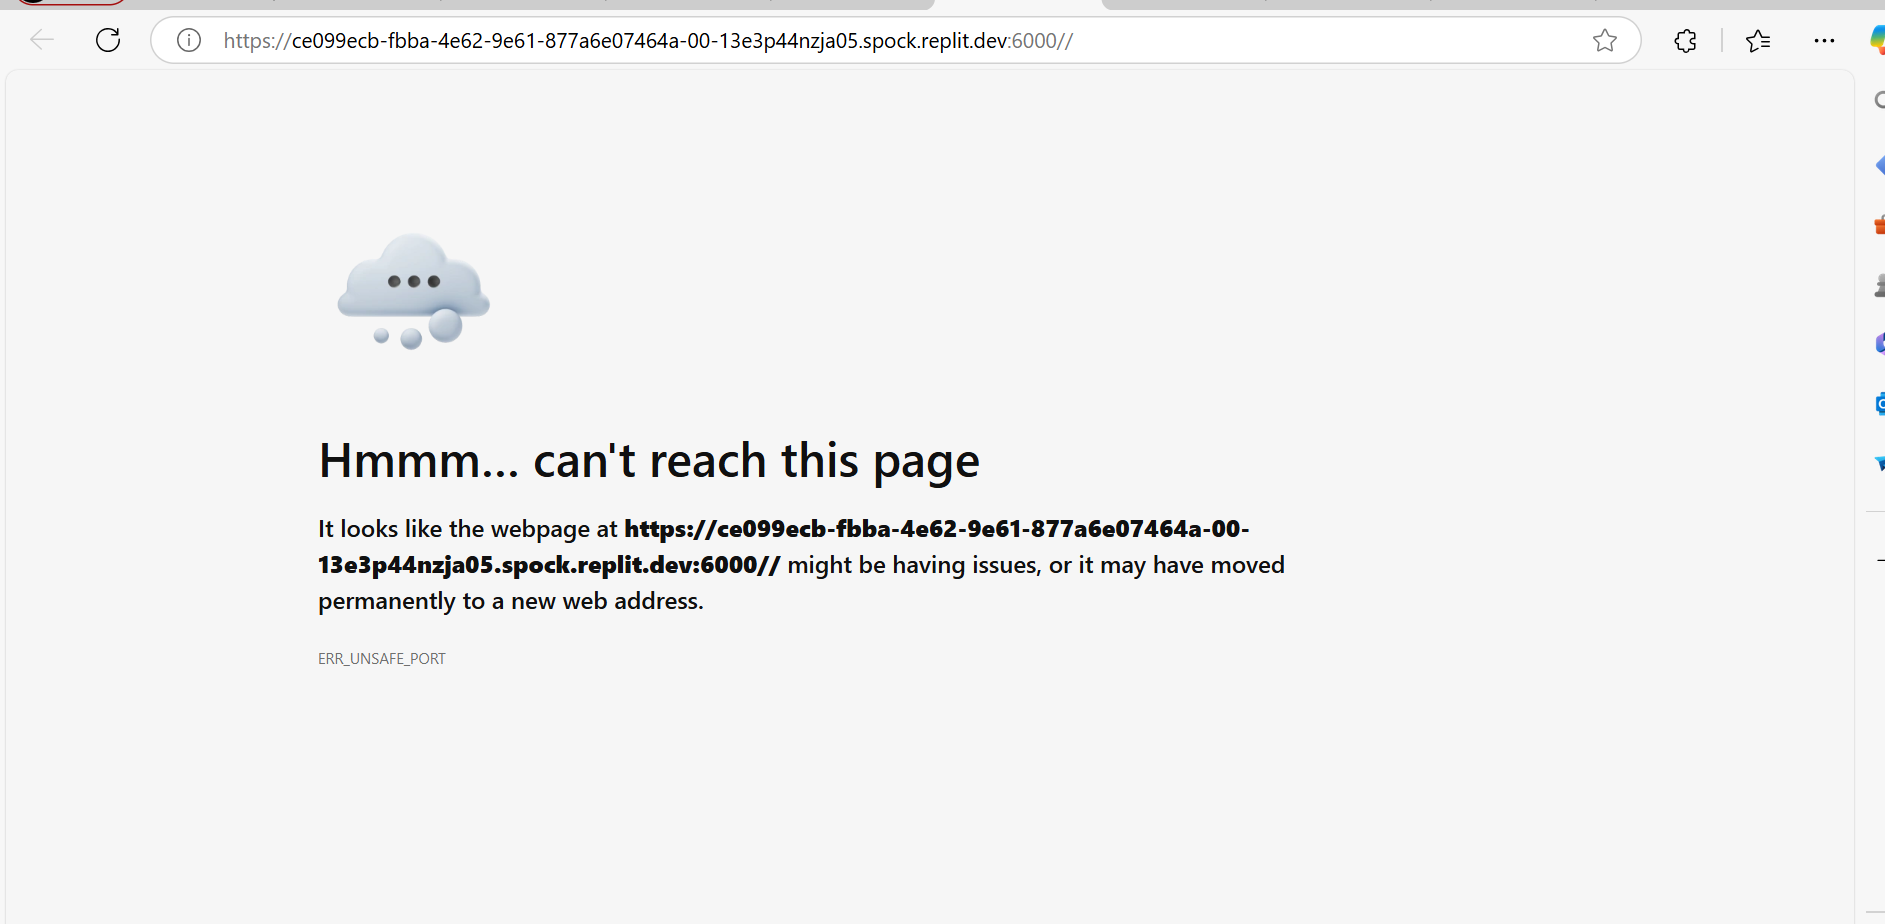 https://ce099ecb-fbba-4e62-9e61-877a6e07464a-00-13e3p44nzja05.spock.replit.dev:6000//
Hmmm... can't reach this page
It looks like the webpage at https://ce099ecb-fbba-4e62-9e61-877a6e07464a-00-
13e3p44nzja05.spock.replit.dev:6000// might be having issues, or it may have moved
permanently to a new web address.
ERR_UNSAFE_PORT